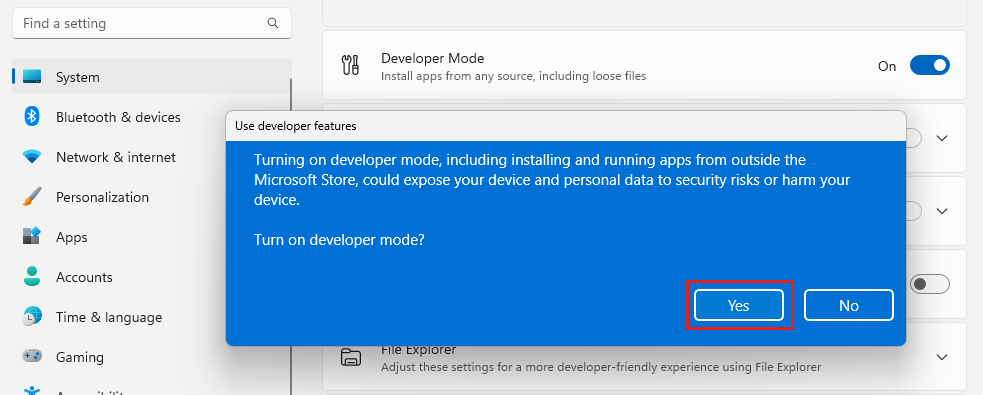 Find a setting
System
Bluetooth & devices
Network & internet
Personalization
Apps
Accounts
Time & language
Gaming
Developer Mode
Install apps from any source, including loose files
On
Use developer features
Turning on developer mode, including installing and running apps from outside the
Microsoft Store, could expose your device and personal data to security risks or harm your
device.
Turn on developer mode?
Yes
No
File Explorer
Adjust these settings for a more developer-friendly experience using File Explorer